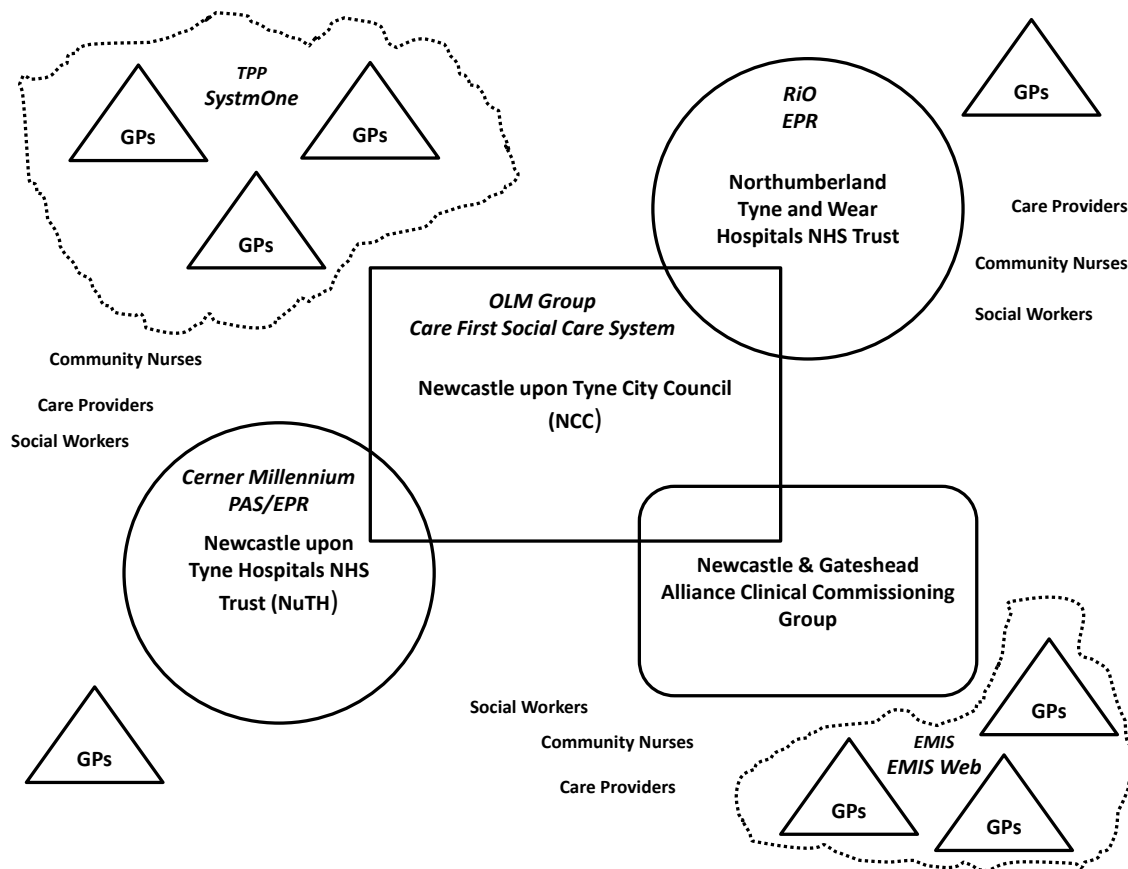 TPP
SystmOne
GPs
GPs
GPs
RiO
EPR
Northumberland
Tyne and Wear
Hospitals NHS Trust
GPs
Care Providers
Community Nurses
Social Workers
OLM Group
Care First Social Care System
Newcastle upon Tyne City Council
(NCC)
Community Nurses
Care Providers
Social Workers
Cerner Millennium
PAS/EPR
Newcastle upon
Tyne Hospitals NHS
Trust (NuTH)
Newcastle & Gateshead
Alliance Clinical Commissioning
Group
GPs
Social Workers
Community Nurses
Care Providers
EMIS
EMIS Web
GPs
GPs
GPs